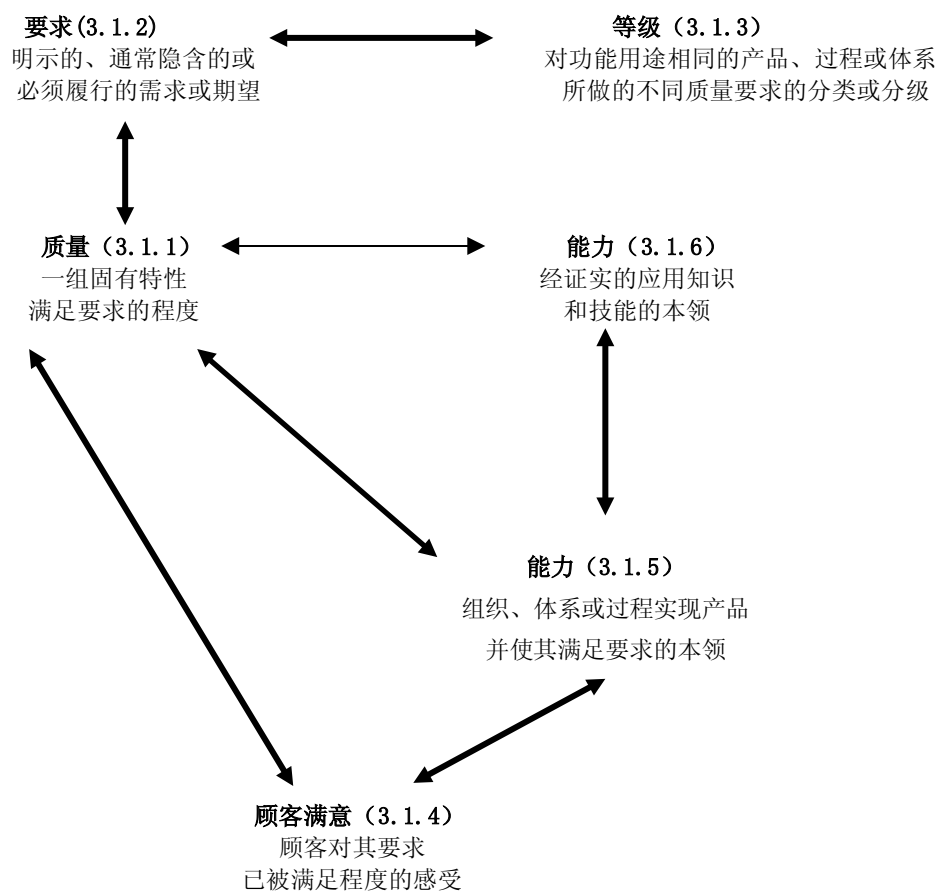 要求(3.1.2)
明示的、通常隐含的或
必须履行的需求或期望
等级（3.1.3）
对功能用途相同的产品、过程或体系
所做的不同质量要求的分类或分级
质量（3.1.1）
一组固有特性
满足要求的程度
能力（3.1.6）
经证实的应用知识
和技能的本领
能力（3.1.5）
组织、体系或过程实现产品
并使其满足要求的本领
顾客满意（3.1.4）
顾客对其要求
已被满足程度的感受